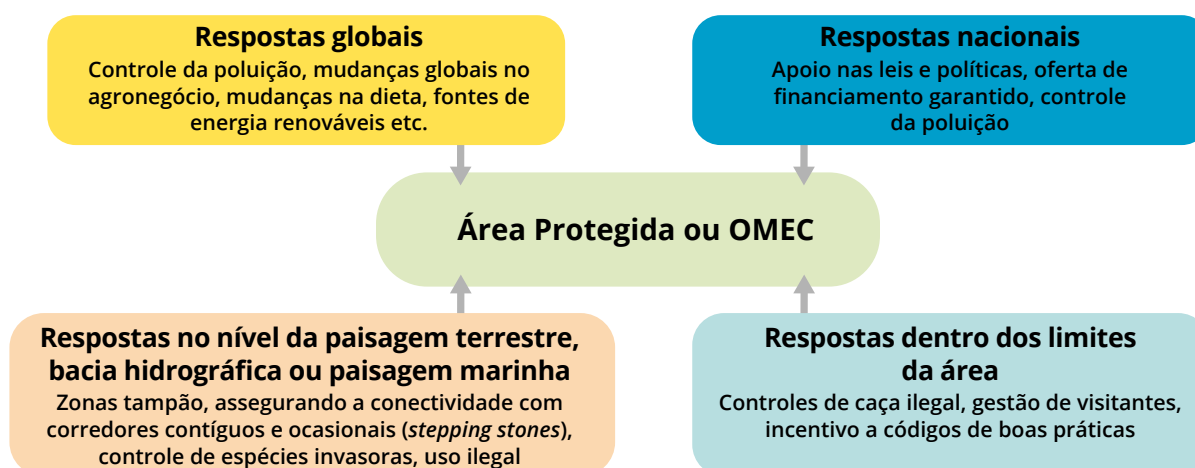 Respostas globais
Controle da poluição, mudanças globais no
agronegócio, mudanças na dieta, fontes de
energia renováveis etc.
Respostas nacionais
Apoio nas leis e políticas, oferta de
financiamento garantido, controle
da poluição
Área Protegida ou OMEC
Respostas no nível da paisagem terrestre,
bacia hidrográfica ou paisagem marinha
Zonas tampão, assegurando a conectividade com
corredores contíguos e ocasionais (stepping stones),
controle de espécies invasoras, uso ilegal
Respostas dentro dos limites
da área
Controles de caça ilegal, gestão de visitantes,
incentivo a códigos de boas práticas